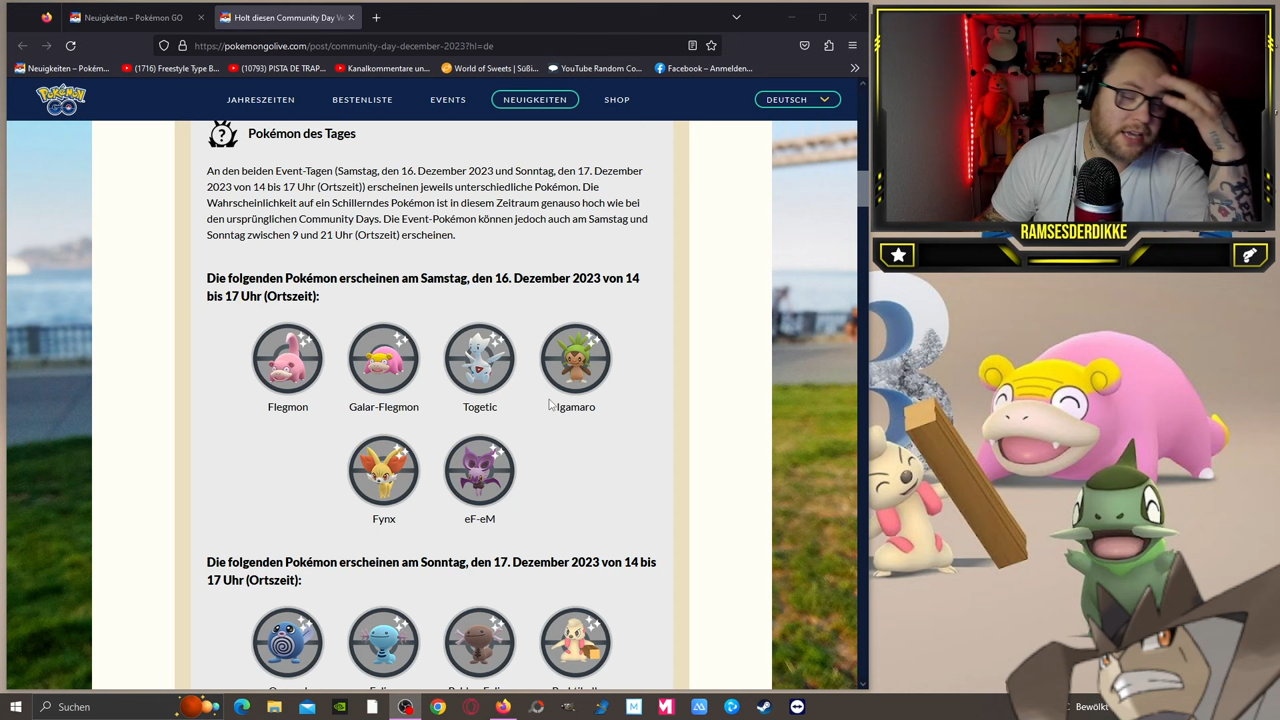 Neuigkeiten – Pokémon GO
Holt diesen Community Day Ve
https://pokemongolive.com/post/community-day-december-2023?hl=de
Neuigkeiten – Pokém...
(1716) Freestyle Type B...
(10793) PISTA DE TRAP...
Kanalkommentare un...
World of Sweets | Süßi...
YouTube Random Co...
Facebook – Anmelden...
POKÉMON GO
JAHRESZEITEN
BESTENLISTE
EVENTS
NEUIGKEITEN
SHOP
DEUTSCH
Pokémon des Tages
An den beiden Event-Tagen (Samstag, den 16. Dezember 2023 und Sonntag, den 17. Dezember
2023 von 14 bis 17 Uhr (Ortszeit)) erscheinen jeweils unterschiedliche Pokémon. Die
Wahrscheinlichkeit auf ein Schillerndes Pokémon ist in diesem Zeitraum genauso hoch wie bei
den ursprünglichen Community Days. Die Event-Pokémon können jedoch auch am Samstag und
Sonntag zwischen 9 und 21 Uhr (Ortszeit) erscheinen.
Die folgenden Pokémon erscheinen am Samstag, den 16. Dezember 2023 von 14
bis 17 Uhr (Ortszeit):
Flegmon
Galar-Flegmon
Togetic
Igamaro
Fynx
eF-eM
Die folgenden Pokémon erscheinen am Sonntag, den 17. Dezember 2023 von 14 bis
17 Uhr (Ortszeit):
RAMSESDERDIKKE
Suchen
Bewölkt